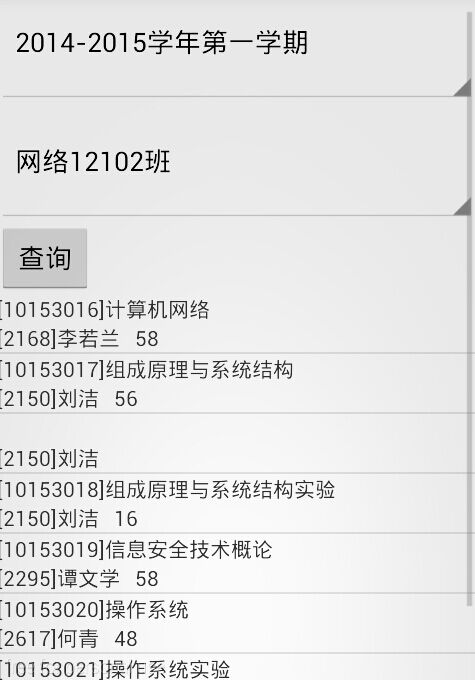 2014-2015学年第一学期
网络12102班
查询
[10153016]计算机网络
[2168]李若兰 58
[10153017]组成原理与系统结构
[2150]刘洁 56
[2150]刘洁
[10153018]组成原理与系统结构实验
[2150]刘洁 16
[10153019]信息安全技术概论
[2295]谭文学 58
[10153020]操作系统
[2617]何青 48
[10153021]操作系统实验